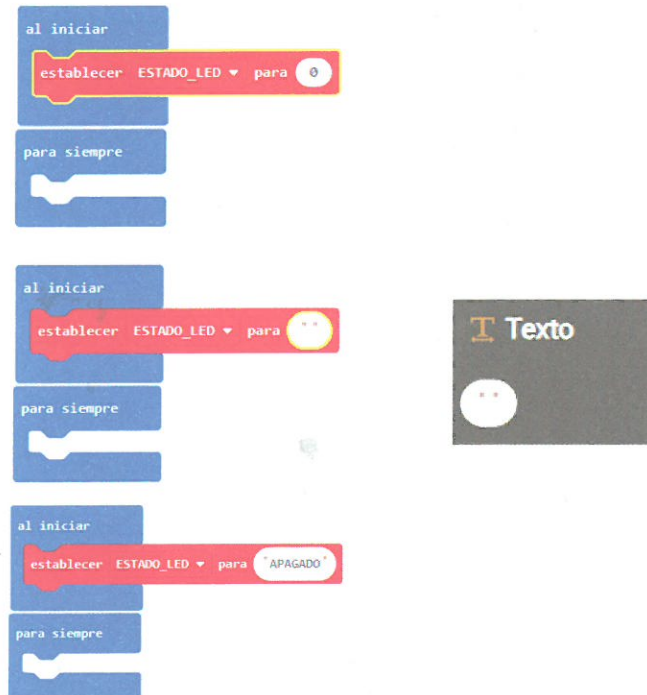 al iniciar
establecer ESTADO_LED para 0
para siempre
al iniciar
establecer ESTADO_LED para " "
para siempre
T Texto
" "
al iniciar
establecer ESTADO_LED para "APAGADO"
para siempre